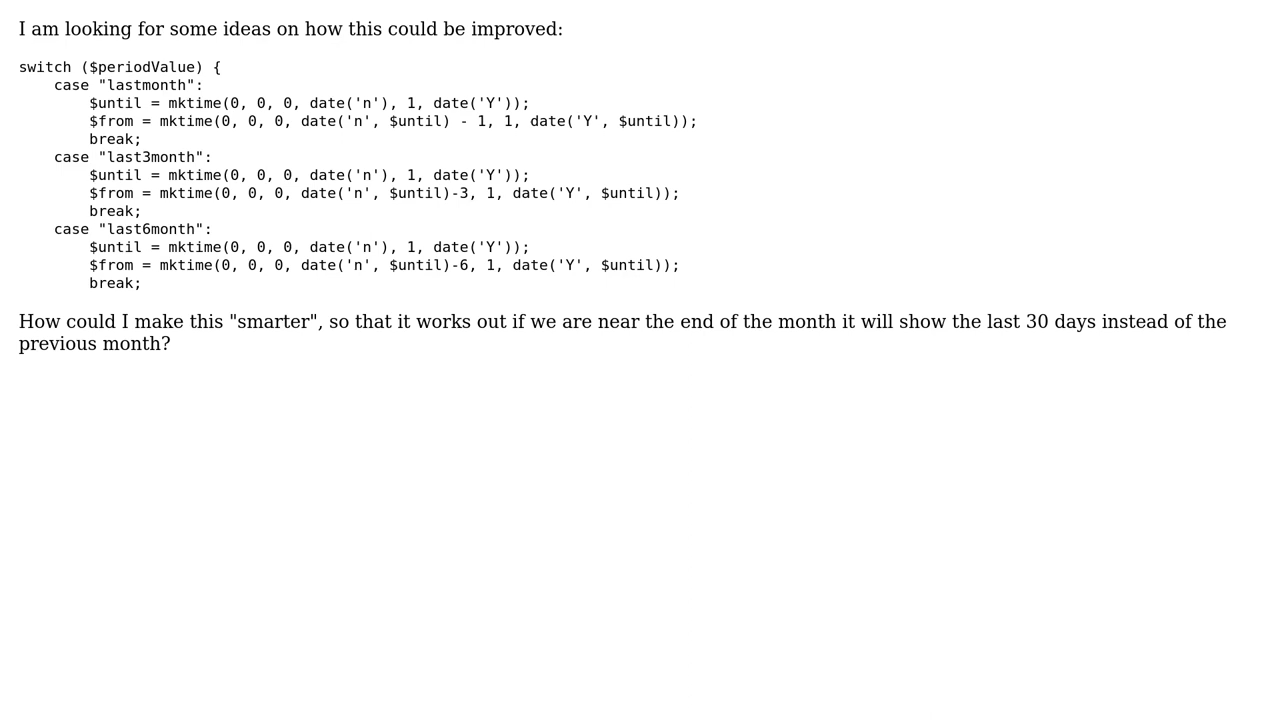 I am looking for some ideas on how this could be improved:
switch ($periodValue) {
    case "lastmonth":
        $until = mktime(0, 0, 0, date('n'), 1, date('Y'));
        $from = mktime(0, 0, 0, date('n', $until) - 1, 1, date('Y', $until));
        break;
    case "last3month":
        $until = mktime(0, 0, 0, date('n'), 1, date('Y'));
        $from = mktime(0, 0, 0, date('n', $until)-3, 1, date('Y', $until));
        break;
    case "last6month":
        $until = mktime(0, 0, 0, date('n'), 1, date('Y'));
        $from = mktime(0, 0, 0, date('n', $until)-6, 1, date('Y', $until));
        break;
How could I make this "smarter", so that it works out if we are near the end of the month it will show the last 30 days instead of the
previous month?